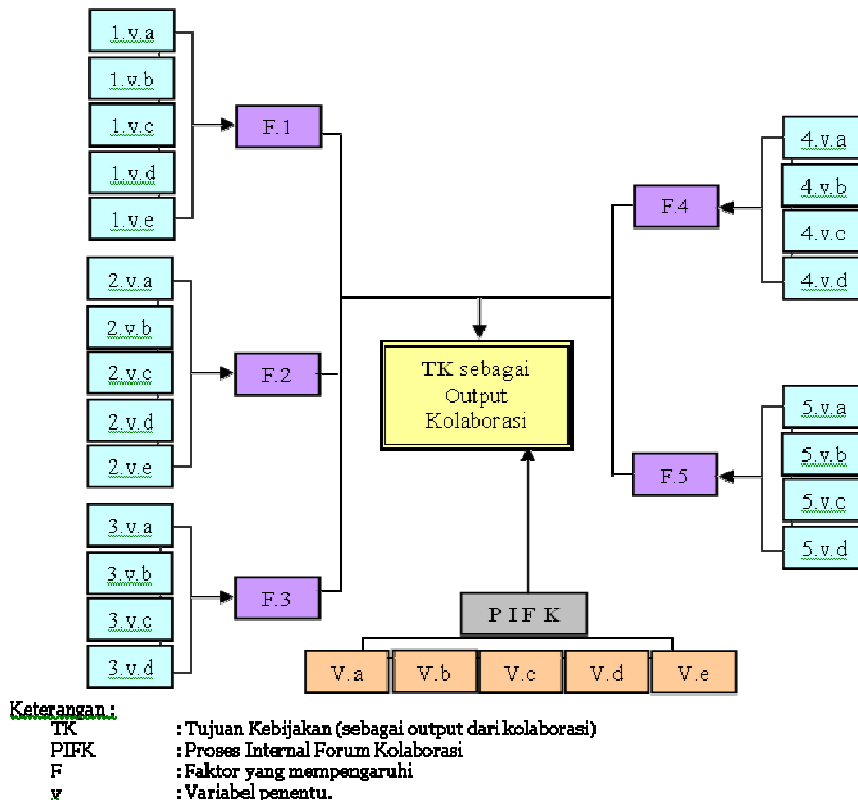 1.v.a
1.v.b
1.v.c
1.v.d
1.v.e
F.1
2.v.a
2.v.b
2.v.c
2.v.d
2.v.e
F.2
3.v.a
3.v.b
3.v.c
3.v.d
F.3
4.v.a
4.v.b
4.v.c
4.v.d
F.4
5.v.a
5.v.b
5.v.c
5.v.d
F.5
TK sebagai
Output
Kolaborasi
P I F K
V.a V.b V.c V.d V.e
Keterangan :
TK : Tujuan Kebijakan (sebagai output dari kolaborasi)
PIFK : Proses Internal Forum Kolaborasi
F : Faktor yang mempengaruhi
v : Variabel penentu.